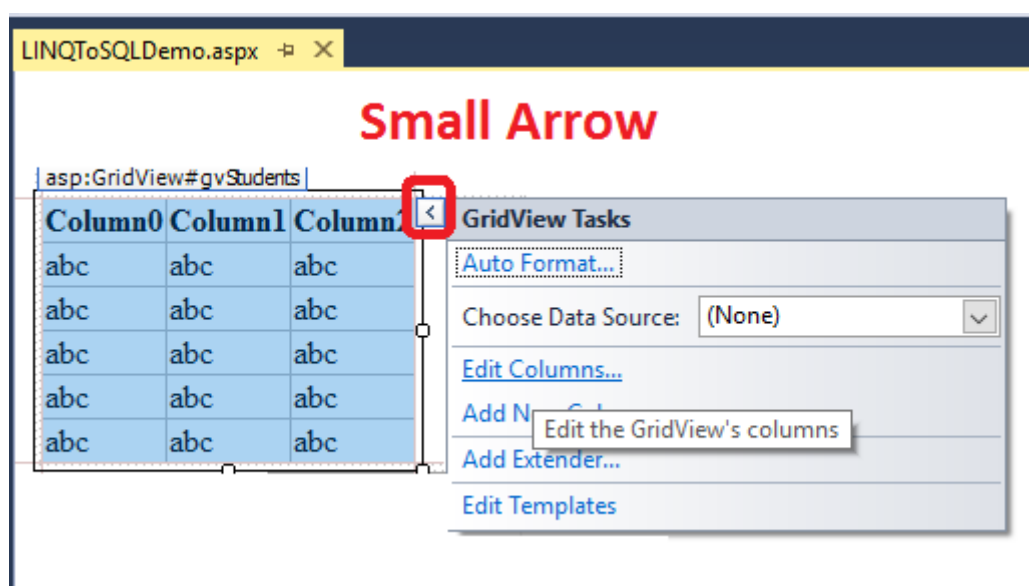 LINQToSQLDemo.aspx
Small Arrow
asp:GridView#gvStudents
Column0 Column1 Column2
abc abc abc
abc abc abc
abc abc abc
abc abc abc
abc abc abc
GridView Tasks
Auto Format...
Choose Data Source: (None)
Edit Columns...
Add
Edit the GridView's columns
Add Extender...
Edit Templates